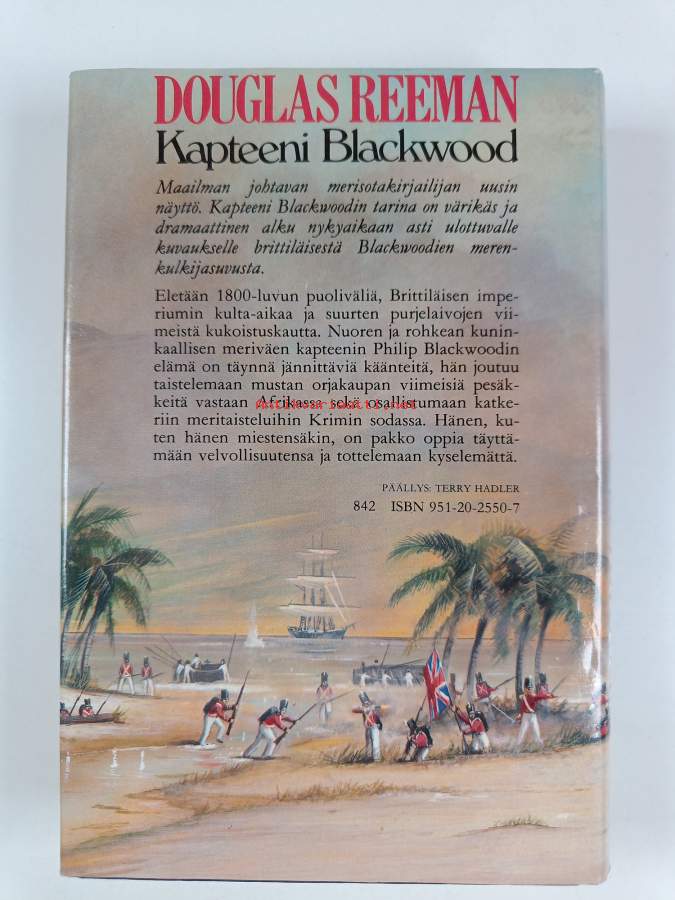 DOUGLAS REEMAN
Kapteeni Blackwood
Maailman johtavan merisotakirjailijan uusin
näyttö. Kapteeni Blackwoodin tarina on värikäs ja
dramaattinen alku nykyaikaan asti ulottuvalle
kuvaukselle brittiläisestä Blackwoodien meren-
kulkijasuvusta.
Eletään 1800-luvun puoliväliä, Brittiläisen impe-
riumin kulta-aikaa ja suurten purjelaivojen vii-
meistä kukoistuskautta. Nuoren ja rohkean kunin-
kaallisen meriväen kapteenin Philip Blackwoodin
elämä on täynnä jännittäviä käänteitä, hän joutuu
taistelemaan mustan orjakaupan viimeisiä pesäk-
keitä vastaan Afrikassa sekä osallistumaan katke-
Antikvariaatti.net
riin meritaisteluihin Krimin sodassa. Hänen, ku-
ten hänen miestensäkin, on pakko oppia täyttä-
mään velvollisuutensa ja tottelemaan kyselemättä.
PÄÄLLYS: TERRY HADLER
842 ISBN 951-20-2550-7